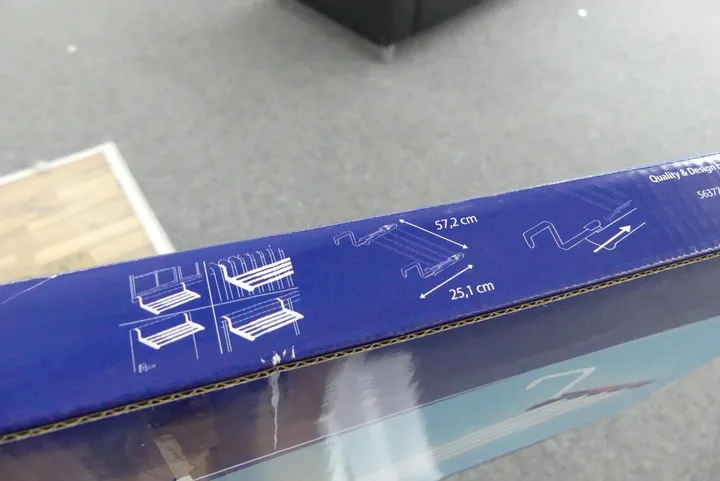 57,2 cm
25,1 cm
Quality & Design